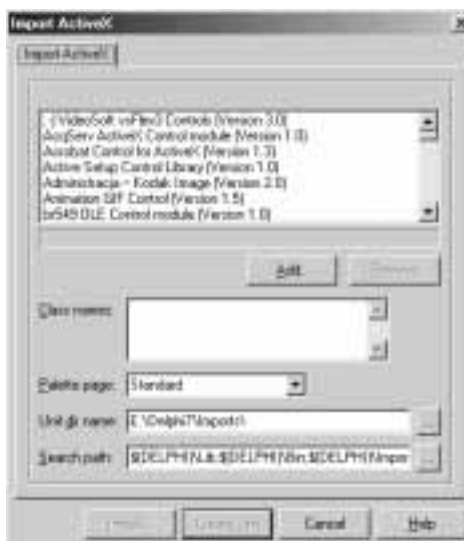 Import ActiveX
Import ActiveX
:-) VideoSoft vsFlex3 Controls (Version 3.0)
AcqServ ActiveX Control module (Version 1.0)
Acrobat Control for ActiveX (Version 1.3)
Active Setup Control Library (Version 1.0)
Administracja - Kodak Image (Version 2.0)
Animation GIF Control (Version 1.5)
OLE Control module (Version 1.0)
Add...
Remove
Class names:
Palette page: Standard
Unit dir name: E:\Delphi7\Imports\ ...
Search path: $(DELPHI)\Lib;$(DELPHI)\Bin;$(DELPHI)\Impor ...
Install...
Create Unit
Cancel
Help